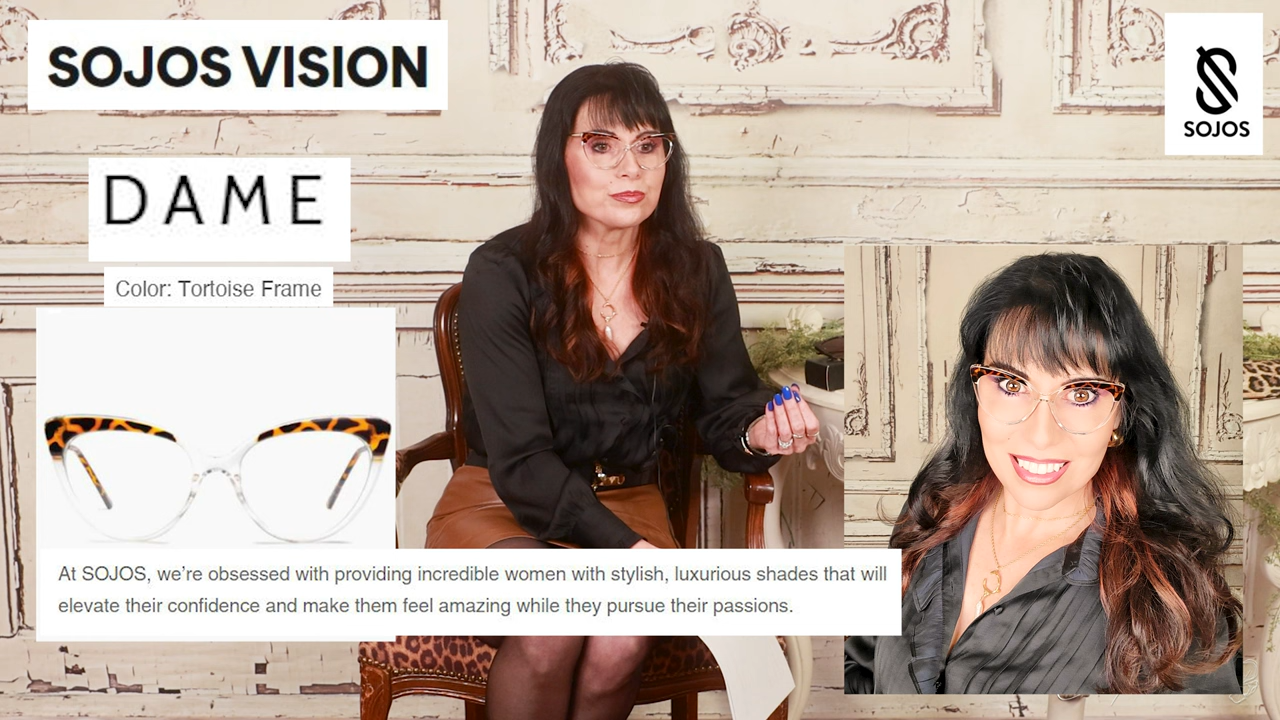 SOJOS VISION
SOJOS
DAME
Color: Tortoise Frame
At SOJOS, we're obsessed with providing incredible women with stylish, luxurious shades that will
elevate their confidence and make them feel amazing while they pursue their passions.